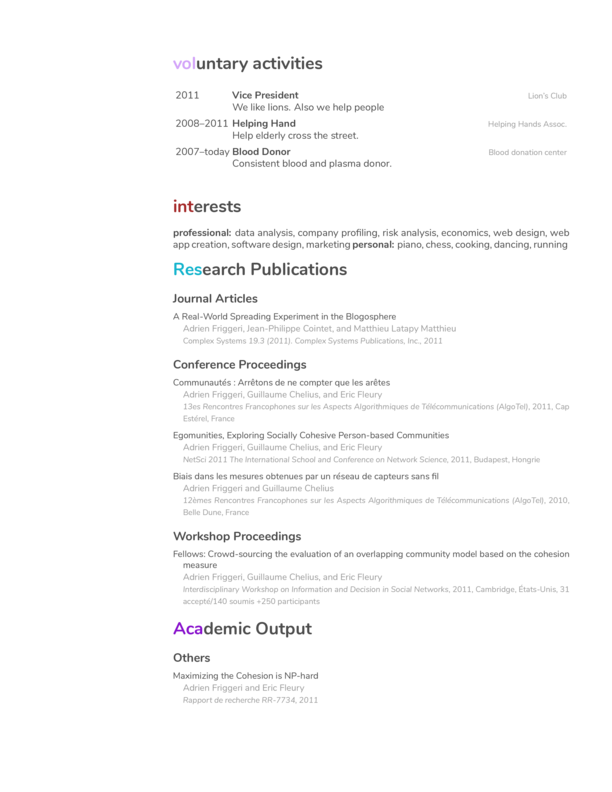 voluntary activities
2011 Vice President Lion's Club
We like lions. Also we help people
2008–2011 Helping Hand Helping Hands Assoc.
Help elderly cross the street.
2007–today Blood Donor Blood donation center
Consistent blood and plasma donor.
interests
professional: data analysis, company profiling, risk analysis, economics, web design, web
app creation, software design, marketing personal: piano, chess, cooking, dancing, running
Research Publications
Journal Articles
A Real-World Spreading Experiment in the Blogosphere
Adrien Friggeri, Jean-Philippe Cointet, and Matthieu Latapy Matthieu
Complex Systems 19.3 (2011). Complex Systems Publications, Inc., 2011
Conference Proceedings
Communautés : Arrêtons de ne compter que les arêtes
Adrien Friggeri, Guillaume Chelius, and Eric Fleury
13es Rencontres Francophones sur les Aspects Algorithmiques de Télécommunications (AlgoTel), 2011, Cap
Estérel, France
Egomunities, Exploring Socially Cohesive Person-based Communities
Adrien Friggeri, Guillaume Chelius, and Eric Fleury
NetSci 2011 The International School and Conference on Network Science, 2011, Budapest, Hongrie
Biais dans les mesures obtenues par un réseau de capteurs sans fil
Adrien Friggeri and Guillaume Chelius
12èmes Rencontres Francophones sur les Aspects Algorithmiques de Télécommunications (AlgoTel), 2010,
Belle Dune, France
Workshop Proceedings
Fellows: Crowd-sourcing the evaluation of an overlapping community model based on the cohesion
measure
Adrien Friggeri, Guillaume Chelius, and Eric Fleury
Interdisciplinary Workshop on Information and Decision in Social Networks, 2011, Cambridge, États-Unis, 31
accepté/140 soumis +250 participants
Academic Output
Others
Maximizing the Cohesion is NP-hard
Adrien Friggeri and Eric Fleury
Rapport de recherche RR-7734, 2011